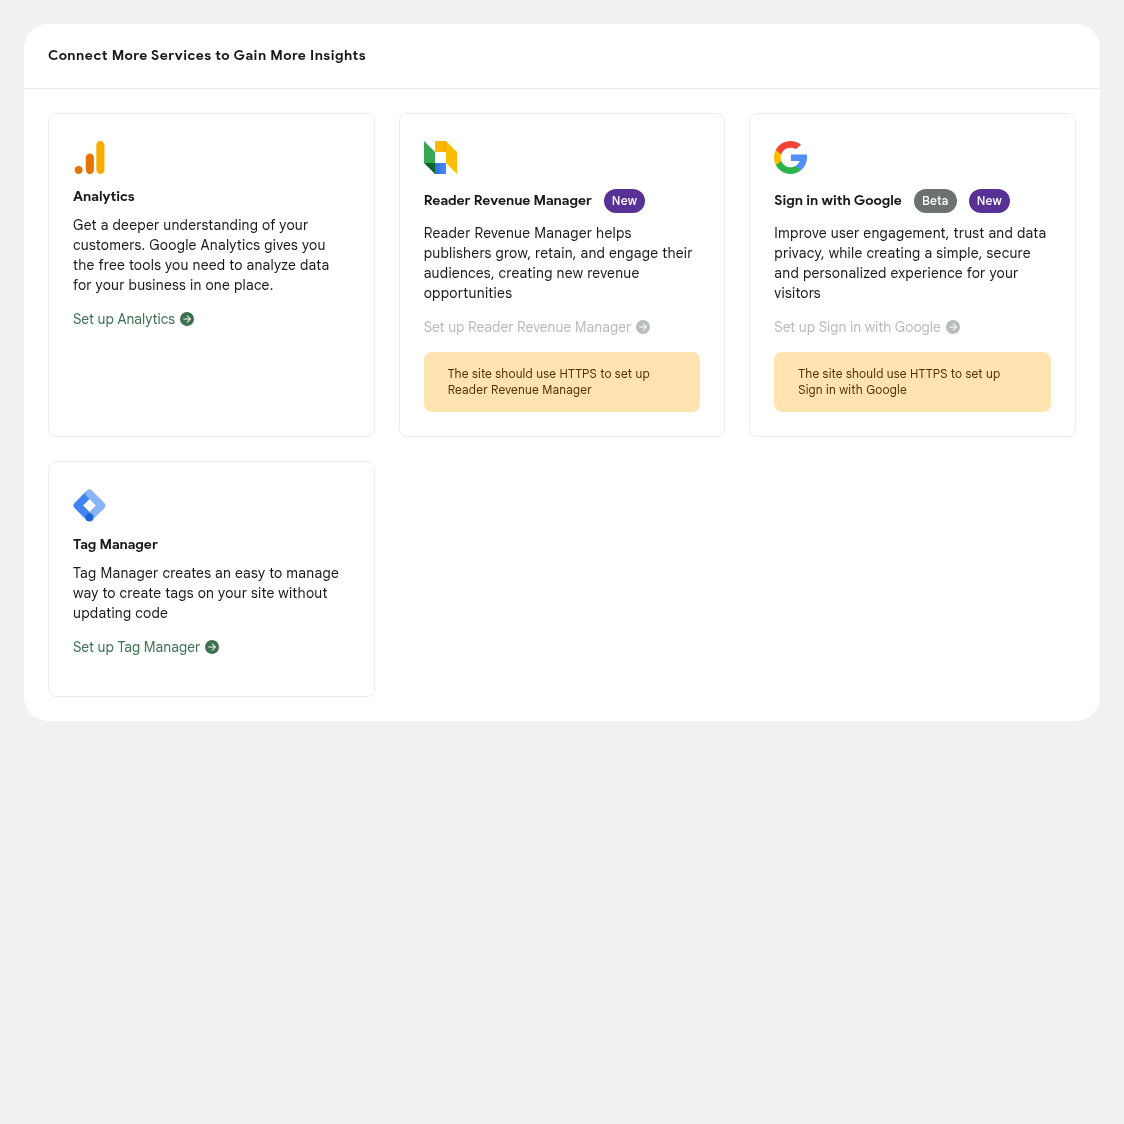 Connect More Services to Gain More Insights
Analytics
Get a deeper understanding of your
customers. Google Analytics gives you
the free tools you need to analyze data
for your business in one place.
Set up Analytics
Reader Revenue Manager New
Reader Revenue Manager helps
publishers grow, retain, and engage their
audiences, creating new revenue
opportunities
Set up Reader Revenue Manager
The site should use HTTPS to set up
Reader Revenue Manager
Sign in with Google Beta New
Improve user engagement, trust and data
privacy, while creating a simple, secure
and personalized experience for your
visitors
Set up Sign in with Google
The site should use HTTPS to set up
Sign in with Google
Tag Manager
Tag Manager creates an easy to manage
way to create tags on your site without
updating code
Set up Tag Manager